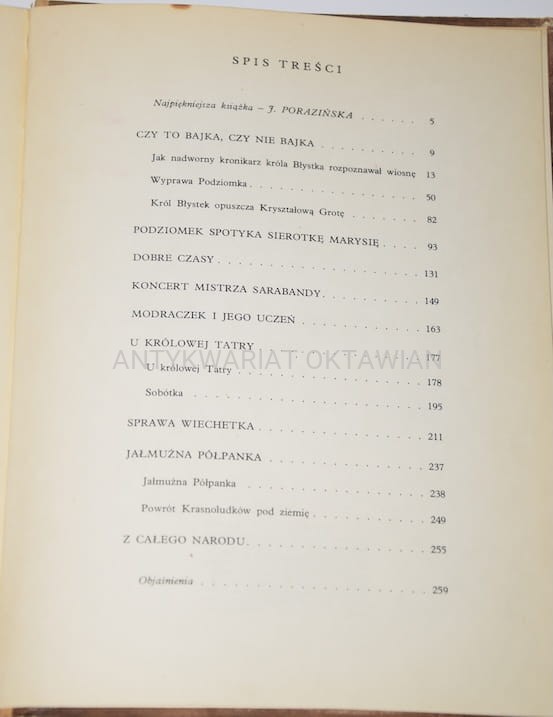 SPIS TREŚCI
Najpiękniejsza książka – J. PORAZIŃSKA . . . . . . 5
CZY TO BAJKA, CZY NIE BAJKA . . . . . . . . . . 9
Jak nadworny kronikarz króla Błystka rozpoznawał wiosnę 13
Wyprawa Podziomka . . . . . . . . . . . . . . . . . 50
Król Błystek opuszcza Kryształową Grotę . . . . . . . 82
PODZIOMEK SPOTYKA SIEROTKĘ MARYSIĘ . . . . 93
DOBRE CZASY . . . . . . . . . . . . . . . . . . . . 131
KONCERT MISTRZA SARABANDY . . . . . . . . . . 149
MODRACZEK I JEGO UCZEŃ . . . . . . . . . . . . 163
U KRÓLOWEJ TATRY . . . . . . . . . . . . . . . . 177
ANTYKWARIAT OKTAWIAN
U królowej Tatry . . . . . . . . . . . . . . . . . . . 178
Sobótka . . . . . . . . . . . . . . . . . . . . . . . 195
SPRAWA WIECHETKA . . . . . . . . . . . . . . . . 211
JAŁMUŻNA PÓŁPANKA . . . . . . . . . . . . . . . . 237
Jałmużna Półpanka . . . . . . . . . . . . . . . . . . 238
Powrót Krasnoludków pod ziemię . . . . . . . . . . . . 249
Z CAŁEGO NARODU . . . . . . . . . . . . . . . . . . 255
Objaśnienia . . . . . . . . . . . . . . . . . . . . . . 259